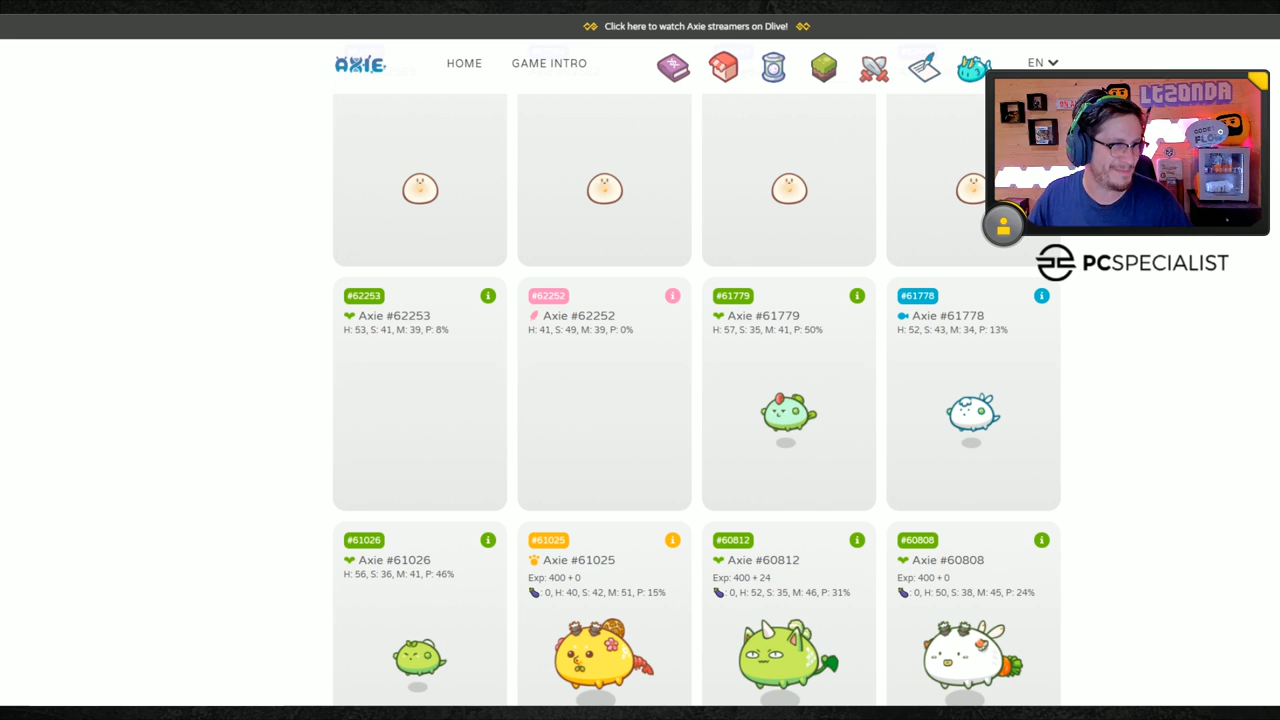 Click here to watch Axie streamers on Dlive!
AXIE
HOME
GAME INTRO
EN
LTZONDA
CODE
FLOW
PCSPECIALIST
#62253
Axie #62253
H: 53, S: 41, M: 39, P: 8%
#62252
Axie #62252
H: 41, S: 49, M: 39, P: 0%
#61779
Axie #61779
H: 57, S: 35, M: 41, P: 50%
#61778
Axie #61778
H: 52, S: 43, M: 34, P: 13%
#61026
Axie #61026
H: 56, S: 36, M: 41, P: 46%
#61025
Axie #61025
Exp: 400 + 0
: 0, H: 40, S: 42, M: 51, P: 15%
#60812
Axie #60812
Exp: 400 + 24
: 0, H: 52, S: 35, M: 46, P: 31%
#60808
Axie #60808
Exp: 400 + 0
: 0, H: 50, S: 38, M: 45, P: 24%